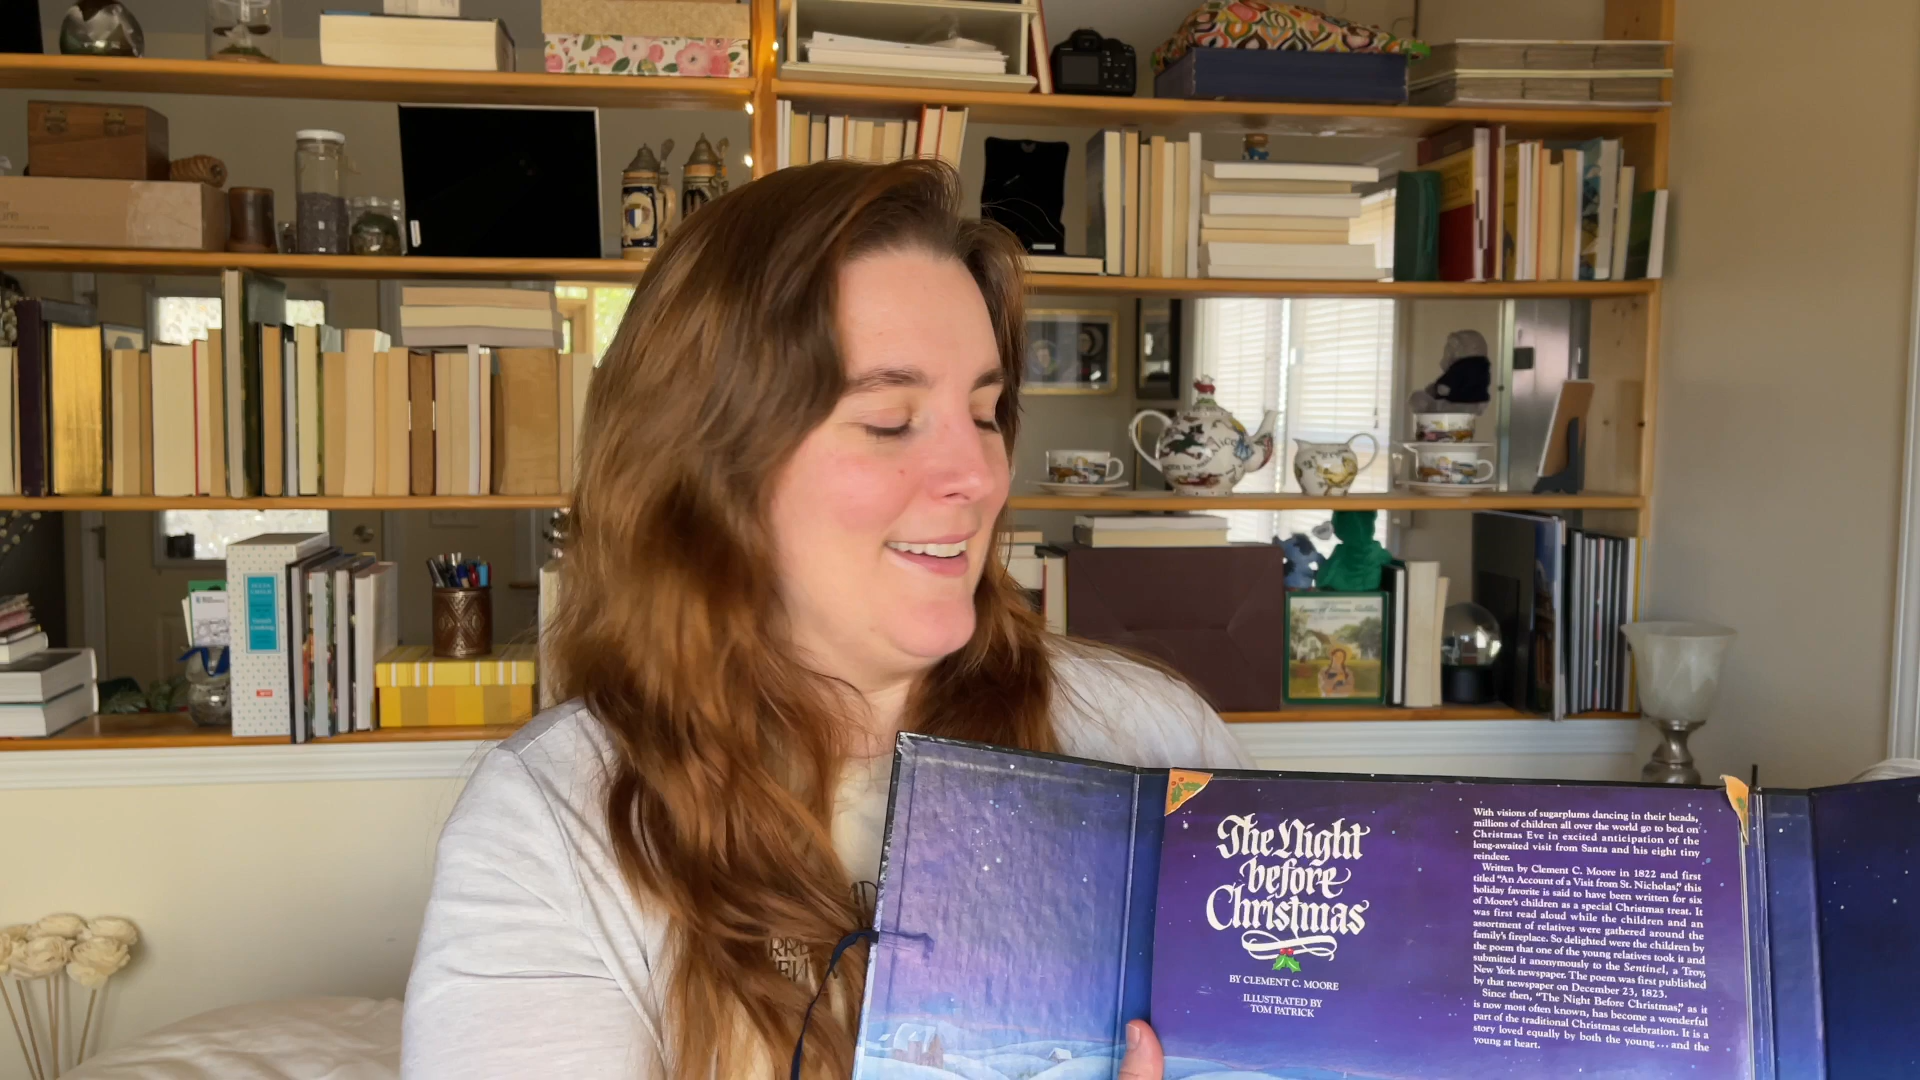 The Night
before
Christmas
BY CLEMENT C. MOORE
ILLUSTRATED BY
TOM PATRICK
With visions of sugarplums dancing in their heads,
millions of children all over the world go to bed on
Christmas Eve in excited anticipation of the
long-awaited visit from Santa and his eight tiny
reindeer.
Written by Clement C. Moore in 1822 and first
titled “An Account of a Visit from St. Nicholas,” this
holiday favorite is said to have been written for six
of Moore’s children as a special Christmas treat. It
was first read aloud while the children and an
assortment of relatives were gathered around the
family’s fireplace. So delighted were the children by
the poem that one of the young relatives took it and
submitted it anonymously to the Sentinel, a Troy,
New York newspaper. The poem was first published
by that newspaper on December 23, 1823.
Since then, “The Night Before Christmas,” as it
is now most often known, has become a wonderful
part of the traditional Christmas celebration. It is a
story loved equally by both the young . . . and the
young at heart.